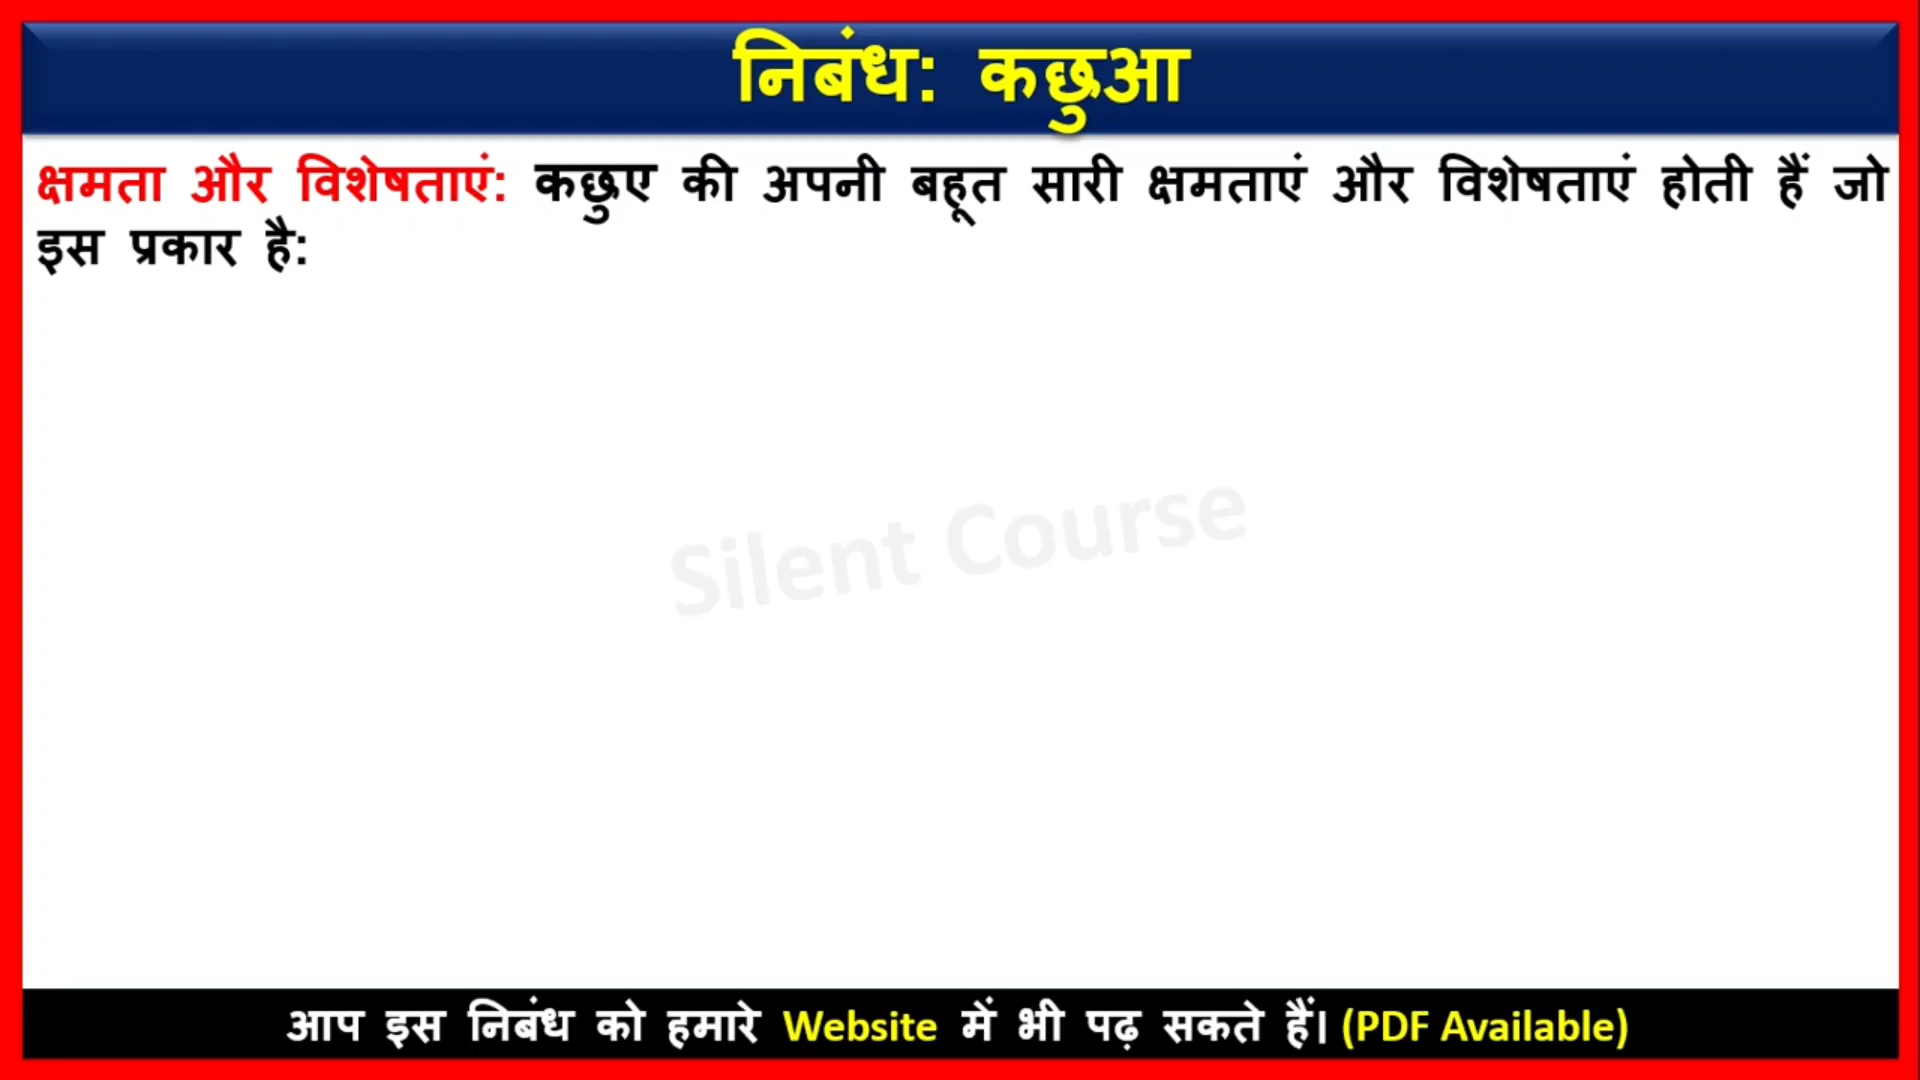 निबंध: कछुआ
क्षमता और विशेषताएं: कछुए की अपनी बहूत सारी क्षमताएं और विशेषताएं होती हैं जो
इस प्रकार है:
Silent Course
आप इस निबंध को हमारे Website में भी पढ़ सकते हैं। (PDF Available)